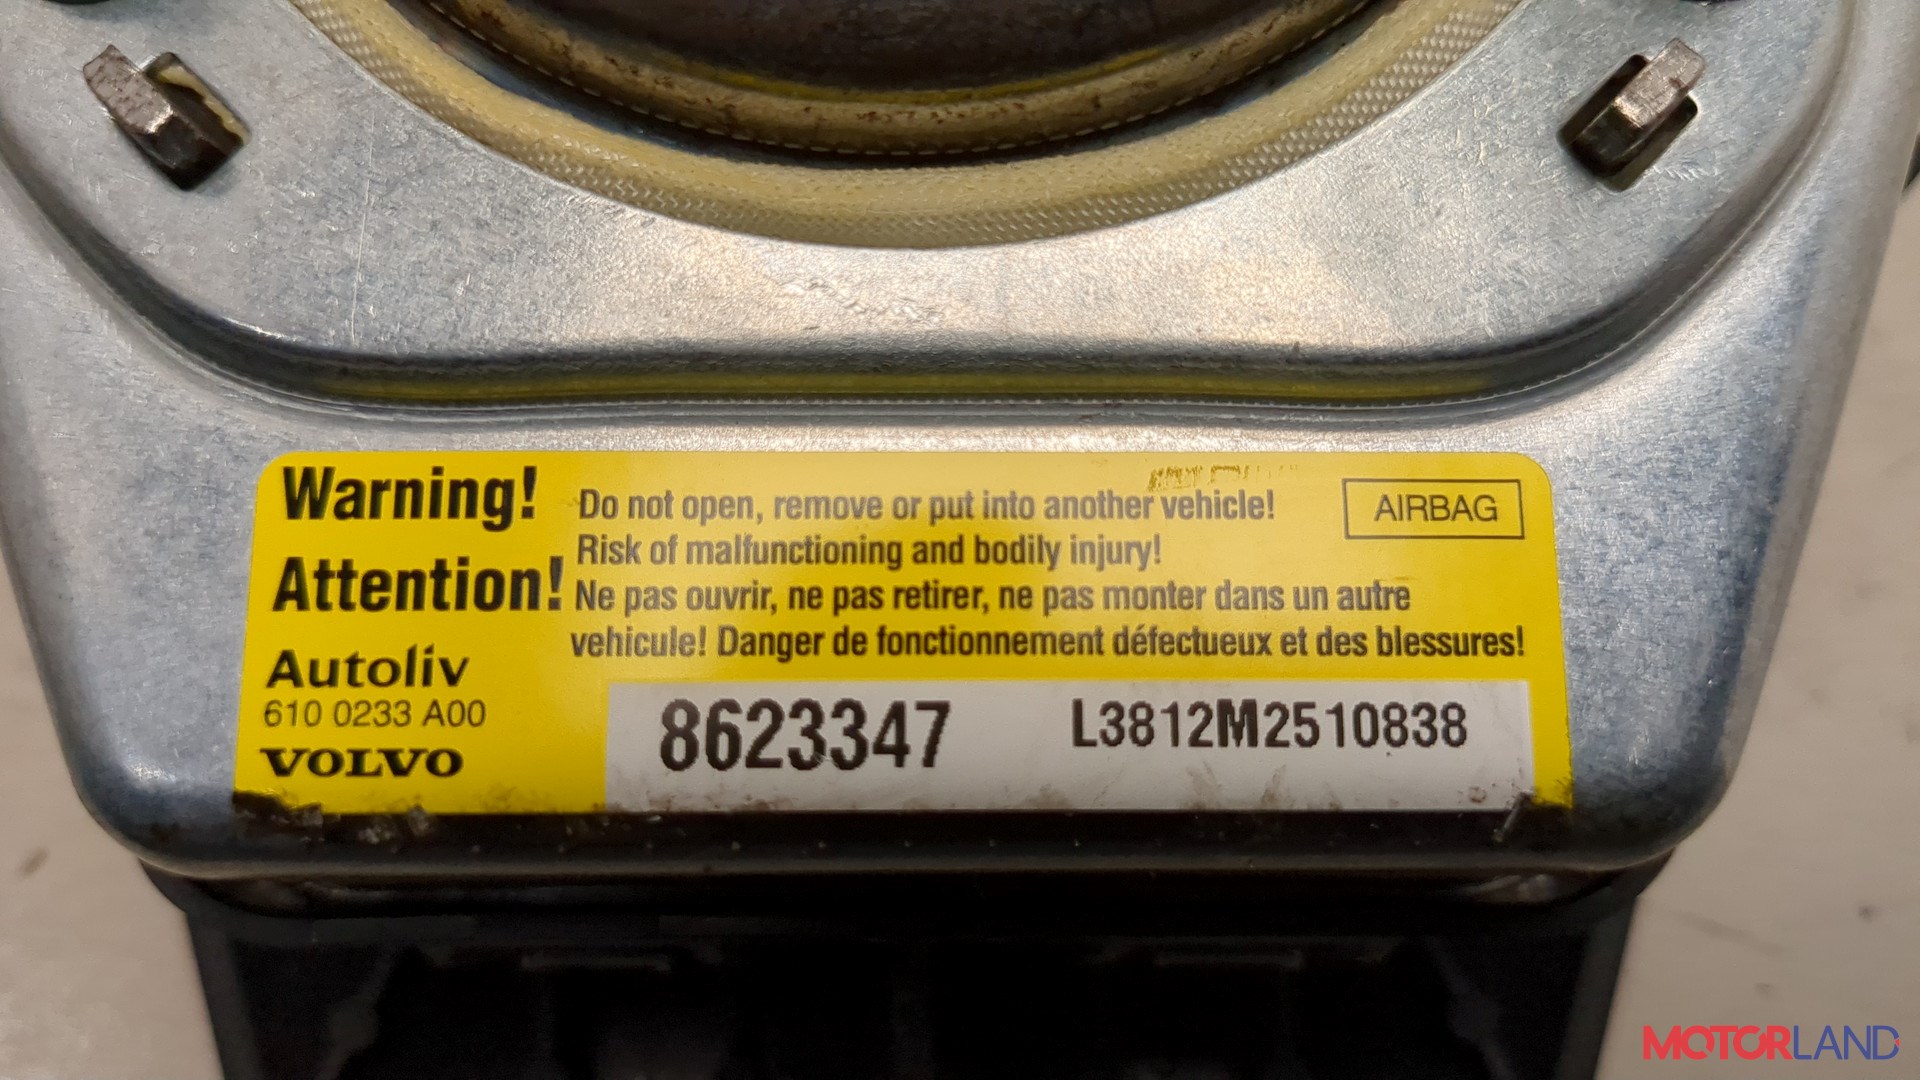 Warning!
Do not open, remove or put into another vehicle!
AIRBAG
Risk of malfunctioning and bodily injury!
Attention!
Ne pas ouvrir, ne pas retirer, ne pas monter dans un autre
vehicule! Danger de fonctionnement défectueux et des blessures!
Autoliv
610 0233 A00
VOLVO
8623347
L3812M2510838
MOTORLAND